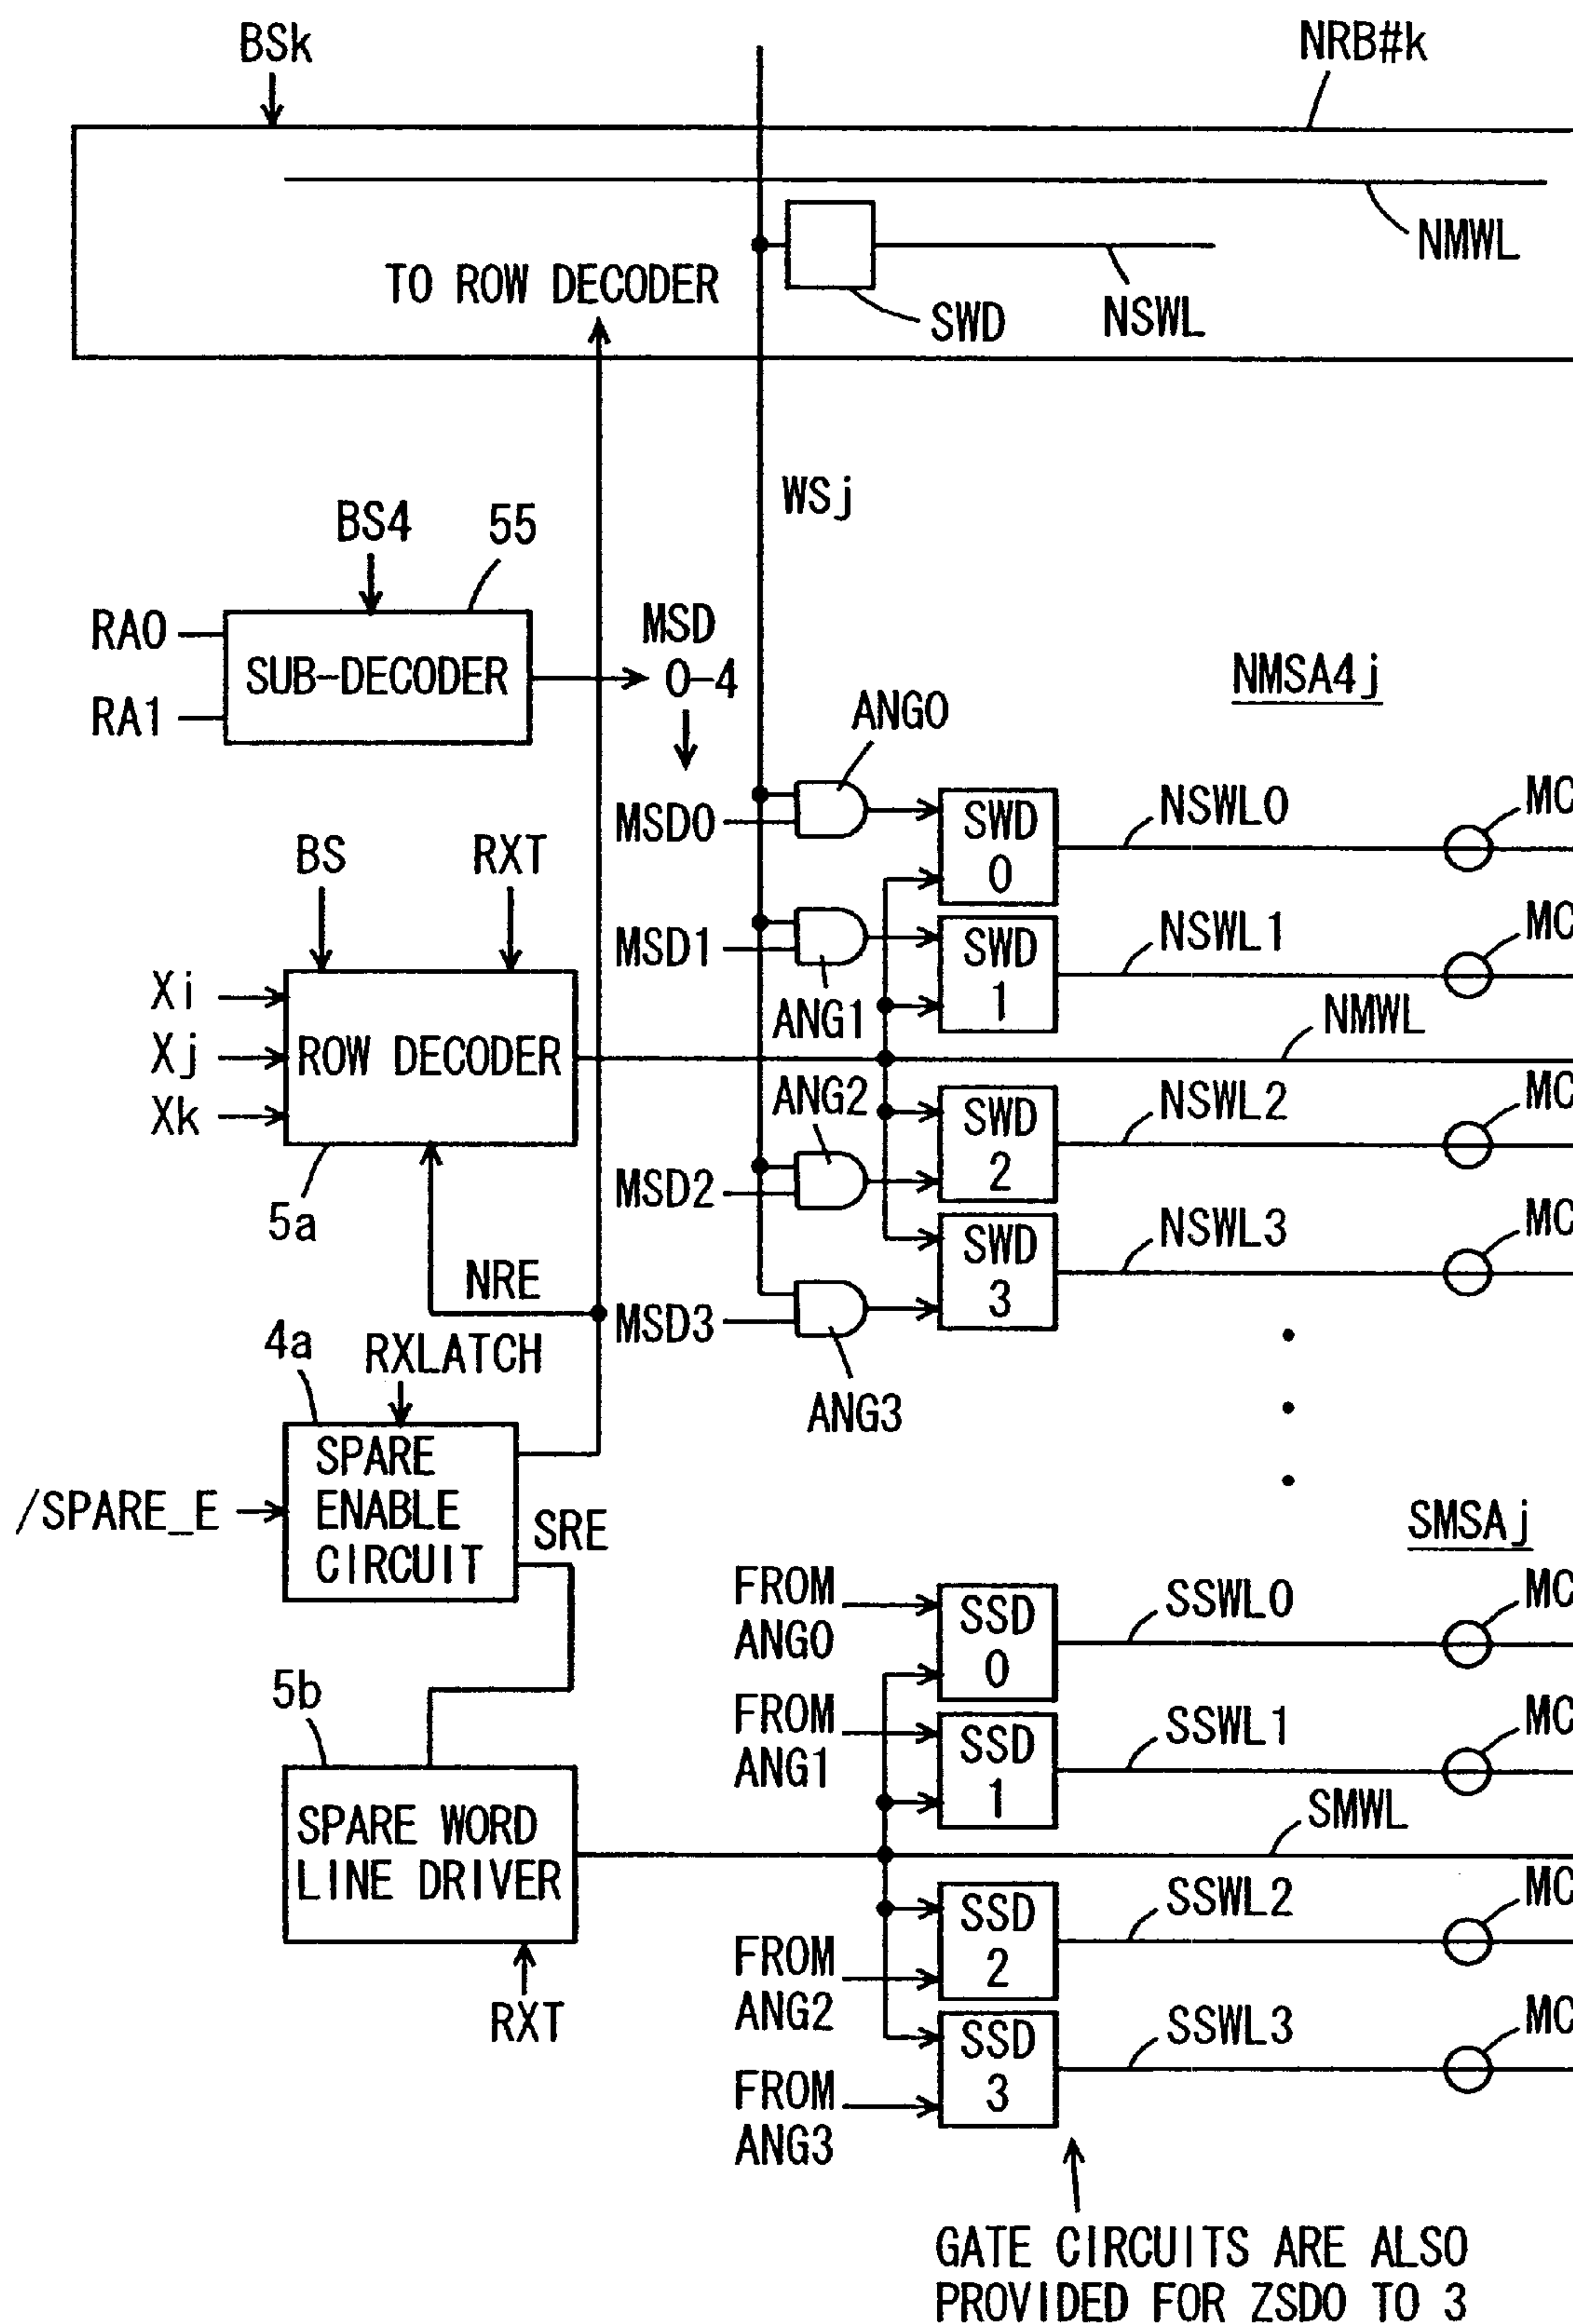 BSk
NRB#k
NMWL
TO ROW DECODER
SWD
NSWL
WSj
BS4
55
RA0
SUB-DECODER
RA1
MSD
0-4
NMSA4j
ANG0
MSD0
SWD
0
NSWL0
MC
BS
RXT
MSD1
SWD
1
NSWL1
MC
ANG1
Xi
Xj
Xk
ROW DECODER
NMWL
5a
ANG2
MSD2
SWD
2
NSWL2
MC
NRE
MSD3
SWD
3
NSWL3
MC
ANG3
4a
RXLATCH
/SPARE_E
SPARE
ENABLE
CIRCUIT
SRE
SMSAj
FROM
ANG0
SSD
0
SSWL0
MC
5b
FROM
ANG1
SSD
1
SSWL1
MC
SPARE WORD
LINE DRIVER
SMWL
FROM
ANG2
SSD
2
SSWL2
MC
RXT
FROM
ANG3
SSD
3
SSWL3
MC
GATE CIRCUITS ARE ALSO
PROVIDED FOR ZSD0 TO 3